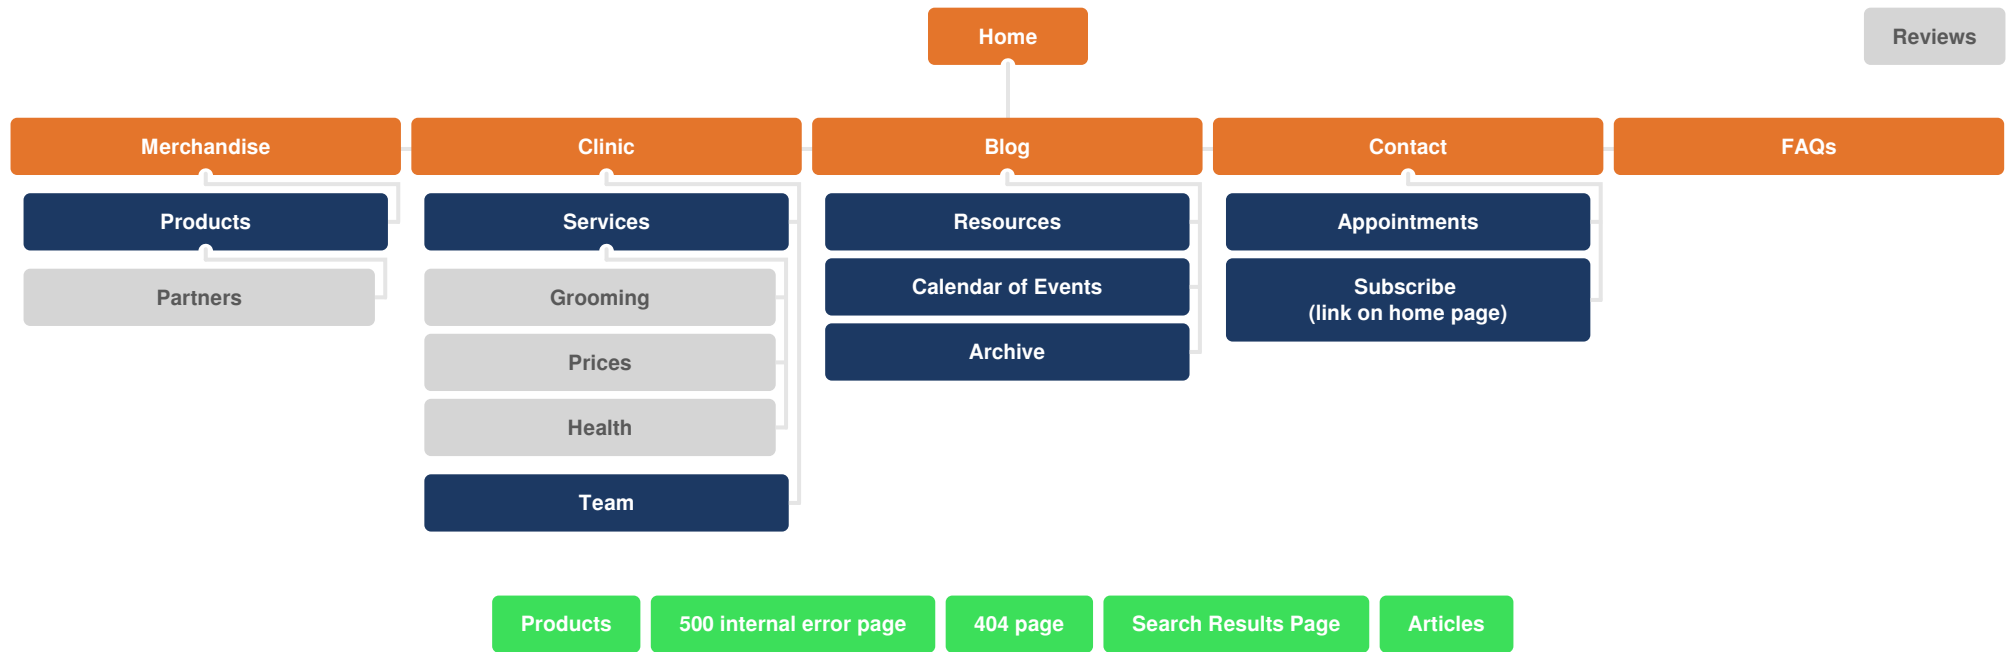 Home
Reviews
Merchandise
Clinic
Blog
Contact
FAQs
Products
Services
Resources
Appointments
Partners
Grooming
Calendar of Events
Subscribe
(link on home page)
Prices
Archive
Health
Team
Products
500 internal error page
404 page
Search Results Page
Articles